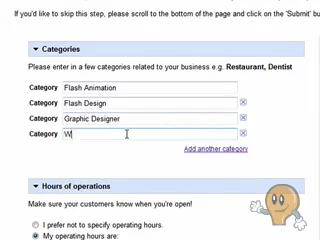 If you'd like to skip this step, please scroll to the bottom of the page and click on the 'Submit' bu
Categories
Please enter in a few categories related to your business e.g. Restaurant, Dentist
Category Flash Animation
Category Flash Design
Category Graphic Designer
Category W
Add another category
Hours of operations
Make sure your customers know when you're open!
I prefer not to specify operating hours.
My operating hours are: